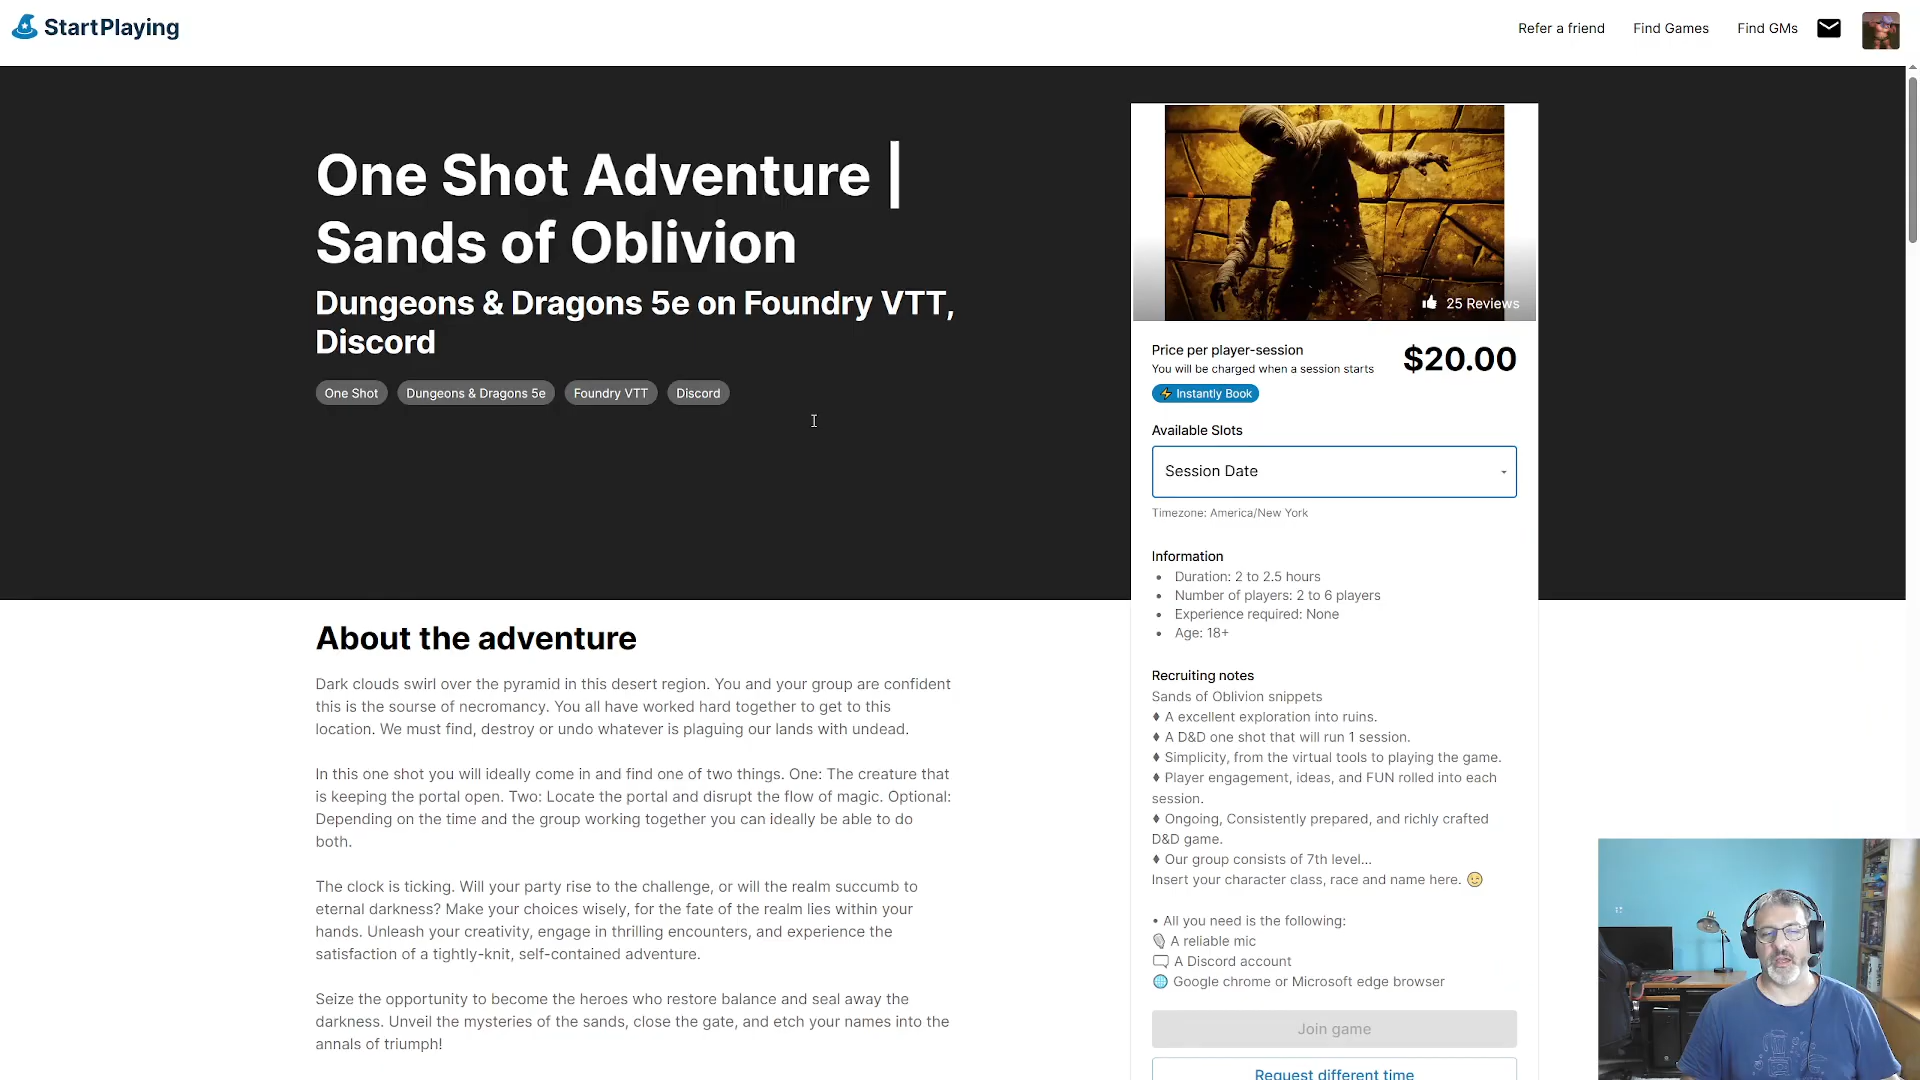 StartPlaying
Refer a friend
Find Games
Find GMs
One Shot Adventure |
Sands of Oblivion
Dungeons & Dragons 5e on Foundry VTT,
Discord
One Shot
Dungeons & Dragons 5e
Foundry VTT
Discord
25 Reviews
Price per player-session
$20.00
You will be charged when a session starts
Instantly Book
Available Slots
Session Date
Timezone: America/New York
Information
• Duration: 2 to 2.5 hours
• Number of players: 2 to 6 players
• Experience required: None
• Age: 18+
Recruiting notes
Sands of Oblivion snippets
♦ A excellent exploration into ruins.
♦ A D&D one shot that will run 1 session.
♦ Simplicity, from the virtual tools to playing the game.
♦ Player engagement, ideas, and FUN rolled into each
session.
♦ Ongoing, Consistently prepared, and richly crafted
D&D game.
♦ Our group consists of 7th level...
Insert your character class, race and name here. 😉
• All you need is the following:
A reliable mic
A Discord account
Google chrome or Microsoft edge browser
Join game
Request different time
About the adventure
Dark clouds swirl over the pyramid in this desert region. You and your group are confident
this is the sourse of necromancy. You all have worked hard together to get to this
location. We must find, destroy or undo whatever is plaguing our lands with undead.
In this one shot you will ideally come in and find one of two things. One: The creature that
is keeping the portal open. Two: Locate the portal and disrupt the flow of magic. Optional:
Depending on the time and the group working together you can ideally be able to do
both.
The clock is ticking. Will your party rise to the challenge, or will the realm succumb to
eternal darkness? Make your choices wisely, for the fate of the realm lies within your
hands. Unleash your creativity, engage in thrilling encounters, and experience the
satisfaction of a tightly-knit, self-contained adventure.
Seize the opportunity to become the heroes who restore balance and seal away the
darkness. Unveil the mysteries of the sands, close the gate, and etch your names into the
annals of triumph!